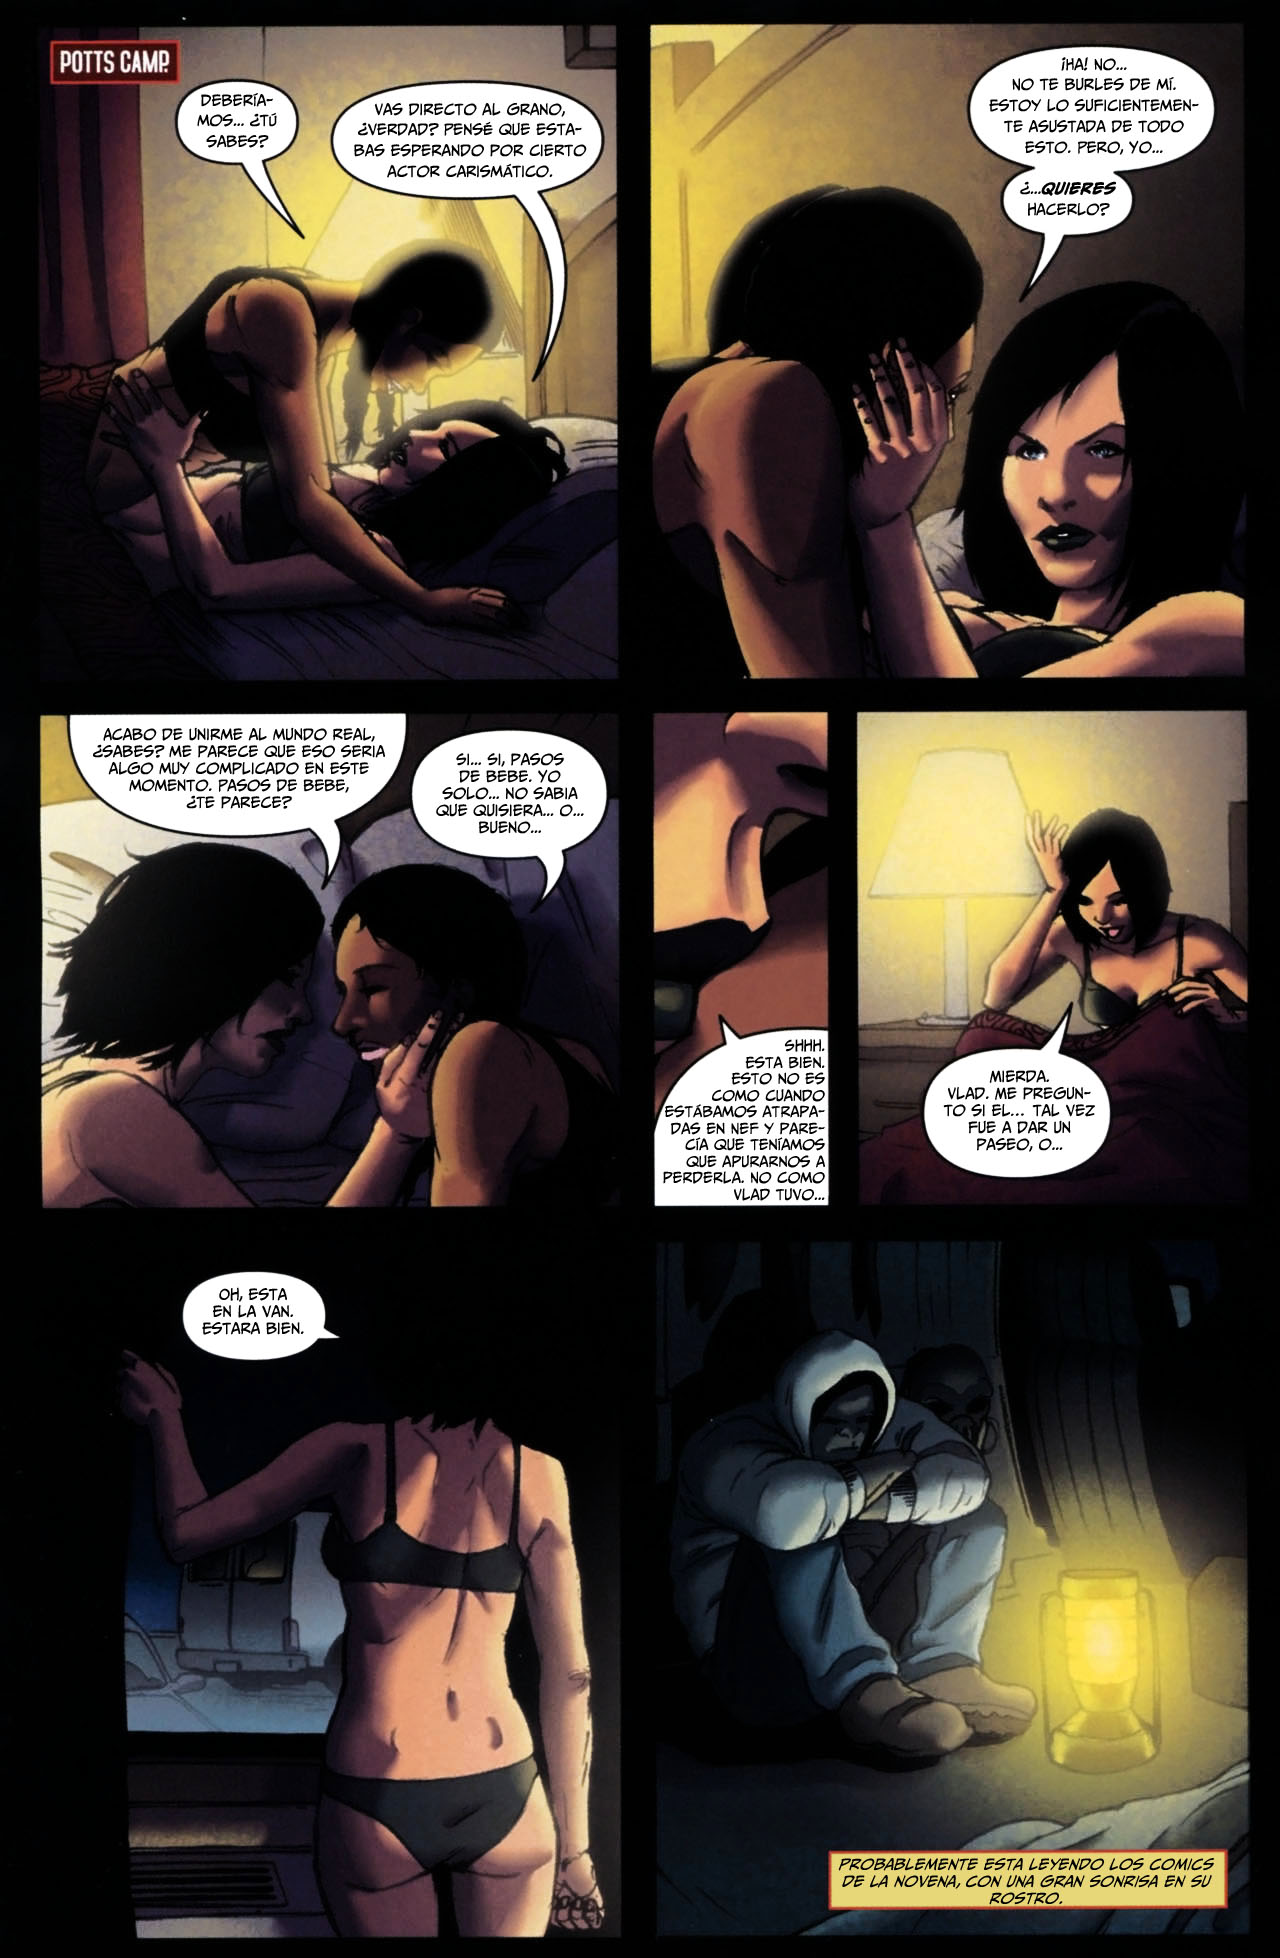 POTTS CAMP.
DEBERÍA-
MOS... ¿TÚ
SABES?
VAS DIRECTO AL GRANO,
¿VERDAD? PENSÉ QUE ESTA-
BAS ESPERANDO POR CIERTO
ACTOR CARISMÁTICO.
¡HA! NO...
NO TE BURLES DE MÍ.
ESTOY LO SUFICIENTEMEN-
TE ASUSTADA DE TODO
ESTO. PERO, YO...
¿...QUIERES
HACERLO?
ACABO DE UNIRME AL MUNDO REAL,
¿SABES? ME PARECE QUE ESO SERIA
ALGO MUY COMPLICADO EN ESTE
MOMENTO. PASOS DE BEBE,
¿TE PARECE?
SI... SI, PASOS
DE BEBE. YO
SOLO... NO SABIA
QUE QUISIERA... O...
BUENO...
SHHH.
ESTA BIEN.
ESTO NO ES
COMO CUANDO
ESTÁBAMOS ATRAPA-
DAS EN NEF Y PARE-
CÍA QUE TENÍAMOS
QUE APURARNOS A
PERDERLA. NO COMO
VLAD TUVO...
MIERDA.
VLAD. ME PREGUN-
TO SI EL... TAL VEZ
FUE A DAR UN
PASEO, O...
OH, ESTA
EN LA VAN.
ESTARA BIEN.
PROBABLEMENTE ESTA LEYENDO LOS COMICS
DE LA NOVENA, CON UNA GRAN SONRISA EN SU
ROSTRO.